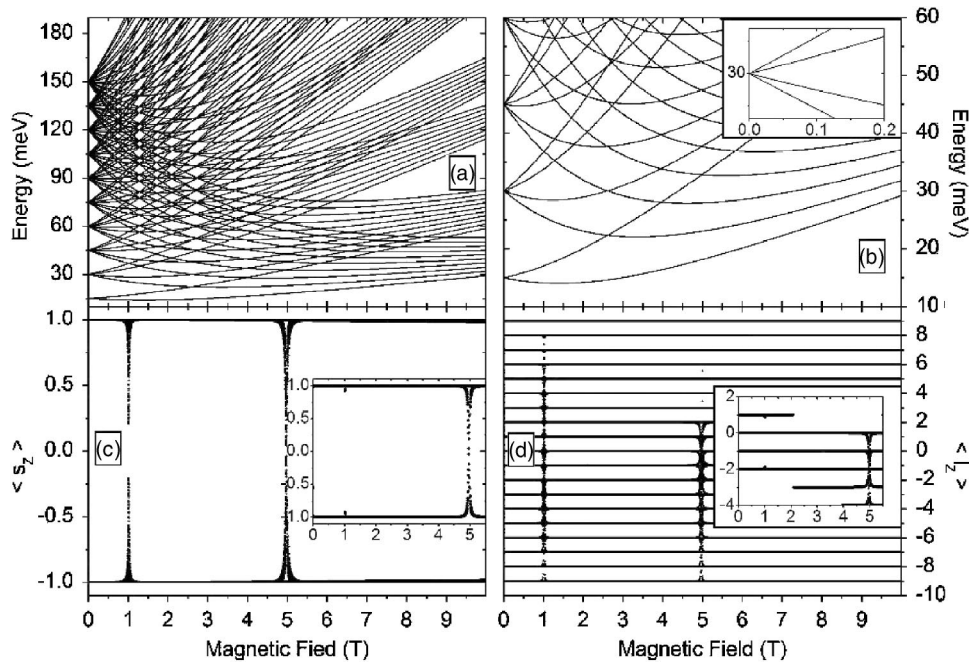 190
150
120
90
60
30
Energy (meV)
(a)
60
50
40
30
20
10
Energy (meV)
(b)
30
0.0 0.1 0.2
1.0
0.5
0.0
-0.5
-1.0
< s_z >
(c)
1.0
0.5
0.0
0.5
1.0
0 1 2 3 4 5
0 1 2 3 4 5 6 7 8 9
Magnetic Fied (T)
8
6
4
2
0
-2
-4
-6
-8
-10
< l_z >
(d)
2
0
-2
-4
0 1 2 3 4 5
0 1 2 3 4 5 6 7 8 9
Magnetic Field (T)